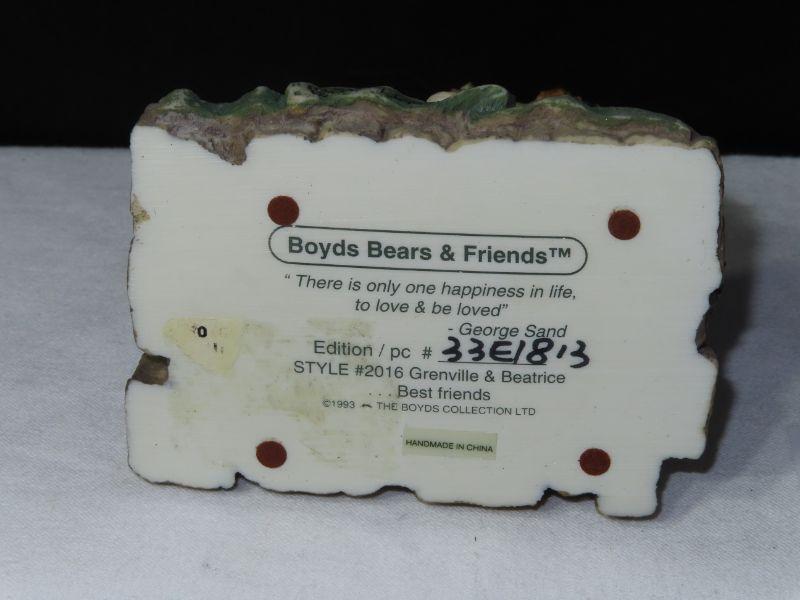 Boyds Bears & Friends™
“ There is only one happiness in life,
to love & be loved”
- George Sand
Edition / pc # 33E1813
STYLE #2016 Grenville & Beatrice
. . . Best friends
©1993 THE BOYDS COLLECTION LTD
HANDMADE IN CHINA
0